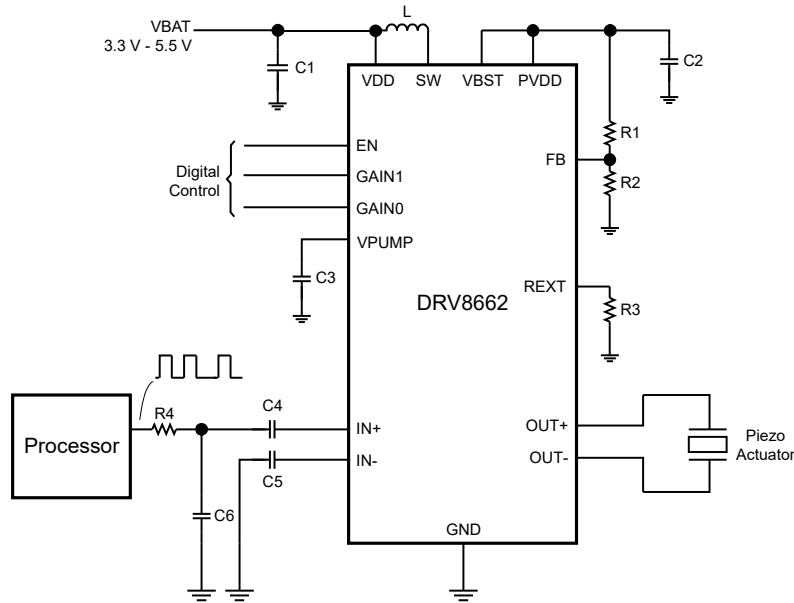 L
VBAT
3.3 V - 5.5 V
C1
C2
VDD
SW
VBST
PVDD
R1
EN
FB
Digital
Control
GAIN1
R2
GAIN0
VPUMP
C3
REXT
DRV8662
R3
C4
R4
IN+
OUT+
Processor
Piezo
Actuator
IN-
OUT-
C5
C6
GND